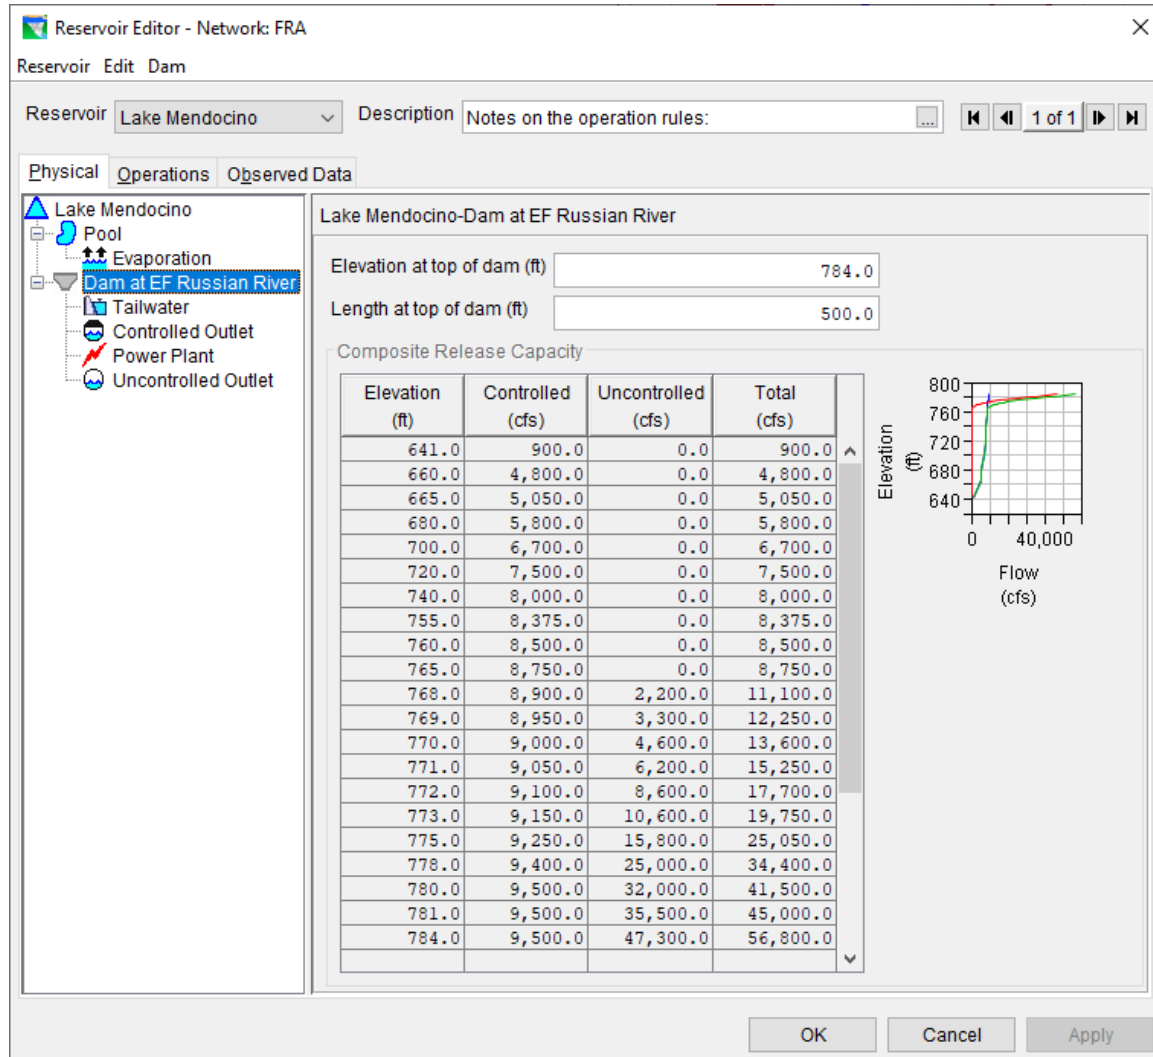 Reservoir Editor - Network: FRA
Reservoir Edit Dam
Reservoir Lake Mendocino Description Notes on the operation rules: ... 1 of 1
Physical Operations Observed Data
Lake Mendocino
Pool
Evaporation
Dam at EF Russian River
Tailwater
Controlled Outlet
Power Plant
Uncontrolled Outlet
Lake Mendocino-Dam at EF Russian River
Elevation at top of dam (ft) 784.0
Length at top of dam (ft) 500.0
Composite Release Capacity
Elevation Controlled Uncontrolled Total
(ft) (cfs) (cfs) (cfs)
641.0 900.0 0.0 900.0
660.0 4,800.0 0.0 4,800.0
665.0 5,050.0 0.0 5,050.0
680.0 5,800.0 0.0 5,800.0
700.0 6,700.0 0.0 6,700.0
720.0 7,500.0 0.0 7,500.0
740.0 8,000.0 0.0 8,000.0
755.0 8,375.0 0.0 8,375.0
760.0 8,500.0 0.0 8,500.0
765.0 8,750.0 0.0 8,750.0
768.0 8,900.0 2,200.0 11,100.0
769.0 8,950.0 3,300.0 12,250.0
770.0 9,000.0 4,600.0 13,600.0
771.0 9,050.0 6,200.0 15,250.0
772.0 9,100.0 8,600.0 17,700.0
773.0 9,150.0 10,600.0 19,750.0
775.0 9,250.0 15,800.0 25,050.0
778.0 9,400.0 25,000.0 34,400.0
780.0 9,500.0 32,000.0 41,500.0
781.0 9,500.0 35,500.0 45,000.0
784.0 9,500.0 47,300.0 56,800.0
Elevation
(ft)
800
760
720
680
640
0 40,000
Flow
(cfs)
OK Cancel Apply